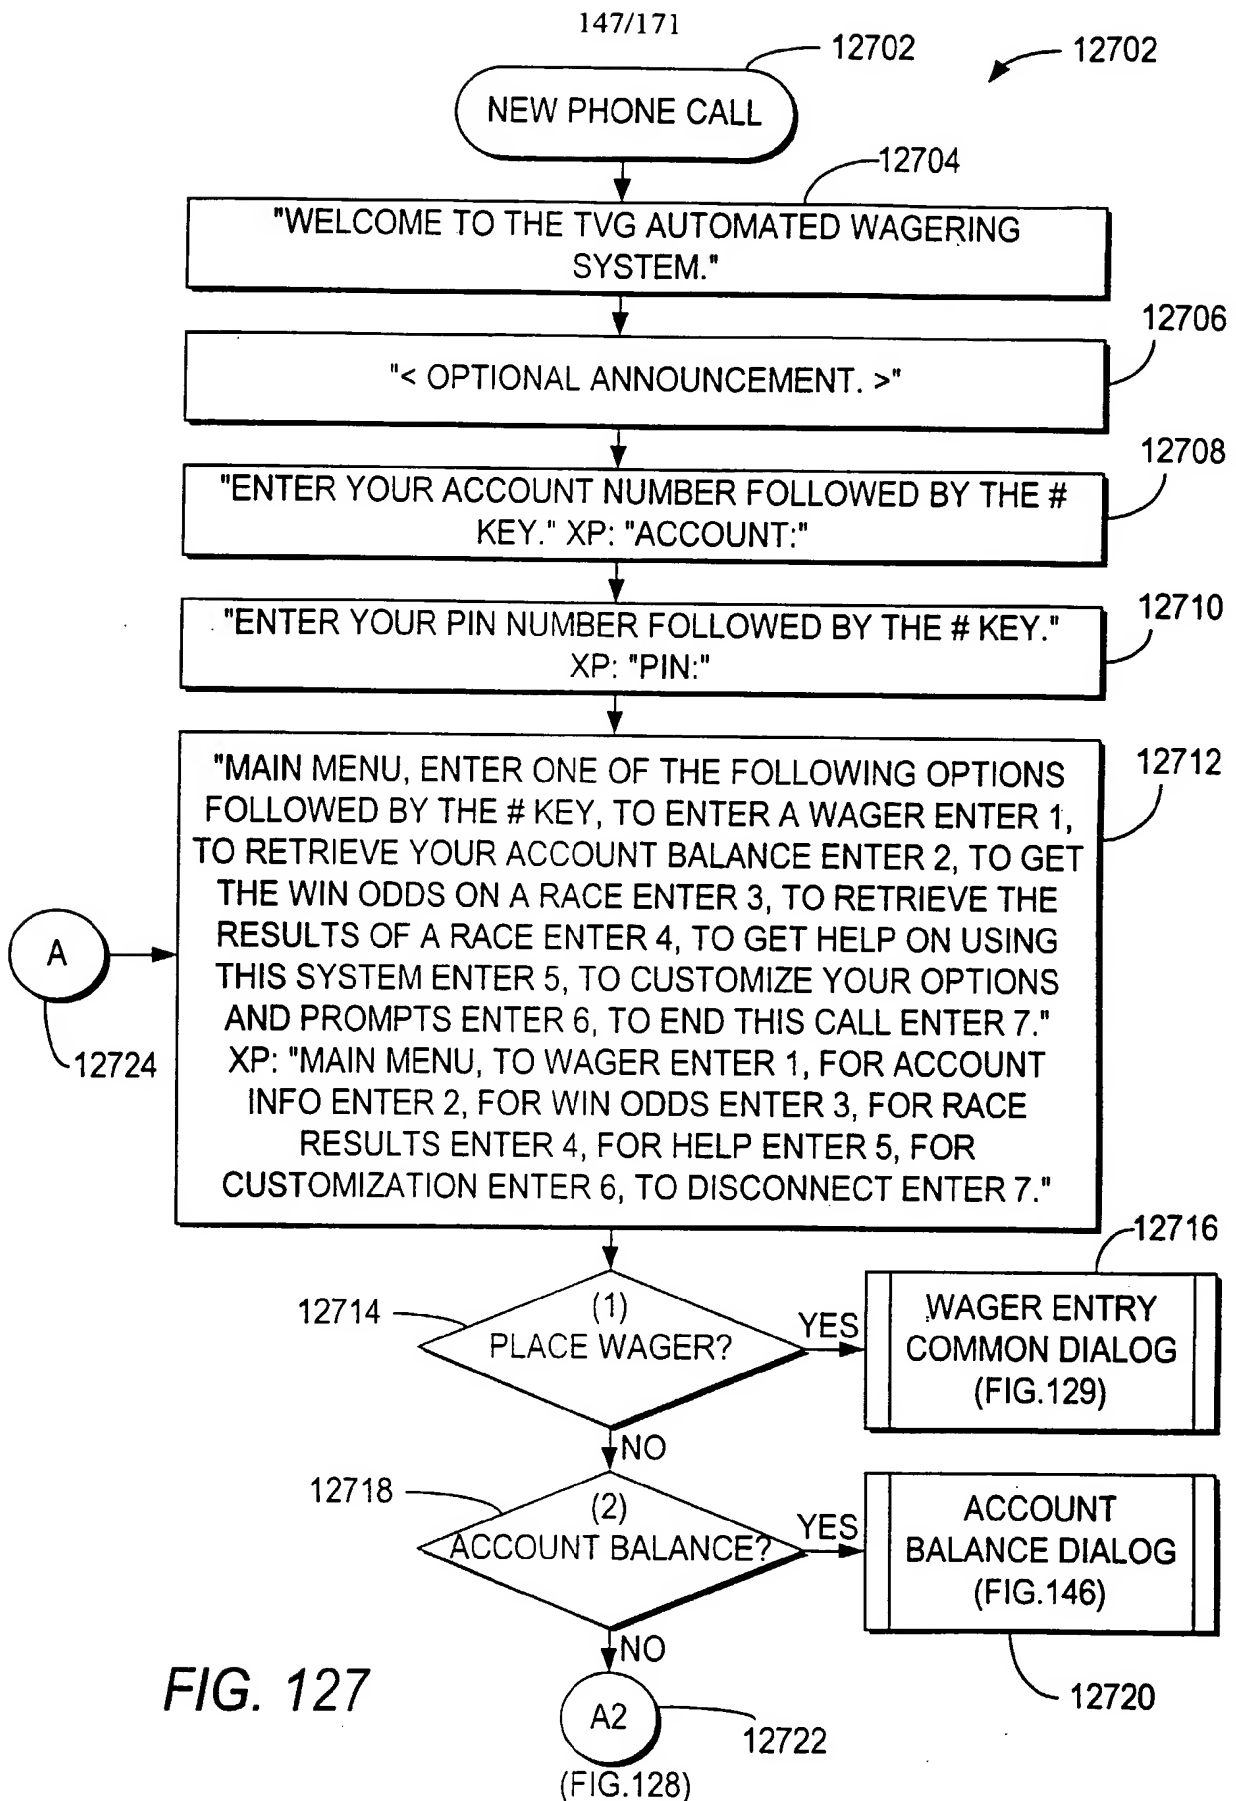 147/171
12702
12702
NEW PHONE CALL
12704
"WELCOME TO THE TVG AUTOMATED WAGERING
SYSTEM."
12706
"< OPTIONAL ANNOUNCEMENT. >"
12708
"ENTER YOUR ACCOUNT NUMBER FOLLOWED BY THE #
KEY." XP: "ACCOUNT:"
12710
"ENTER YOUR PIN NUMBER FOLLOWED BY THE # KEY."
XP: "PIN:"
12712
"MAIN MENU, ENTER ONE OF THE FOLLOWING OPTIONS
FOLLOWED BY THE # KEY, TO ENTER A WAGER ENTER 1,
TO RETRIEVE YOUR ACCOUNT BALANCE ENTER 2, TO GET
THE WIN ODDS ON A RACE ENTER 3, TO RETRIEVE THE
RESULTS OF A RACE ENTER 4, TO GET HELP ON USING
THIS SYSTEM ENTER 5, TO CUSTOMIZE YOUR OPTIONS
AND PROMPTS ENTER 6, TO END THIS CALL ENTER 7."
XP: "MAIN MENU, TO WAGER ENTER 1, FOR ACCOUNT
INFO ENTER 2, FOR WIN ODDS ENTER 3, FOR RACE
RESULTS ENTER 4, FOR HELP ENTER 5, FOR
CUSTOMIZATION ENTER 6, TO DISCONNECT ENTER 7."
A
12724
12714
(1)
PLACE WAGER?
YES
12716
WAGER ENTRY
COMMON DIALOG
(FIG.129)
NO
12718
(2)
ACCOUNT BALANCE?
YES
ACCOUNT
BALANCE DIALOG
(FIG.146)
12720
NO
A2
12722
(FIG.128)
FIG. 127